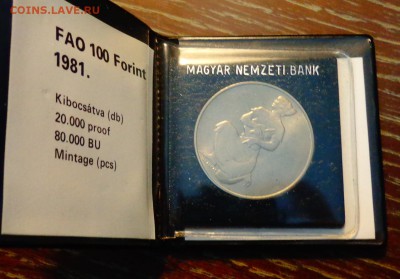 COINS.LAVE.RU
FAO 100 Forint
1981.
Kibocsátva (db)
20.000 proof
80.000 BU
Mintage (pcs)
MAGYAR NEMZETI BANK